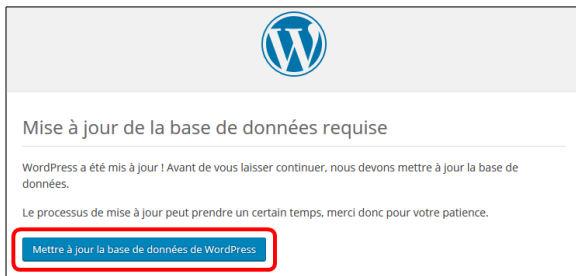 Mise à jour de la base de données requise
WordPress a été mis à jour ! Avant de vous laisser continuer, nous devons mettre à jour la base de
données.
Le processus de mise à jour peut prendre un certain temps, merci donc pour votre patience.
Mettre à jour la base de données de WordPress